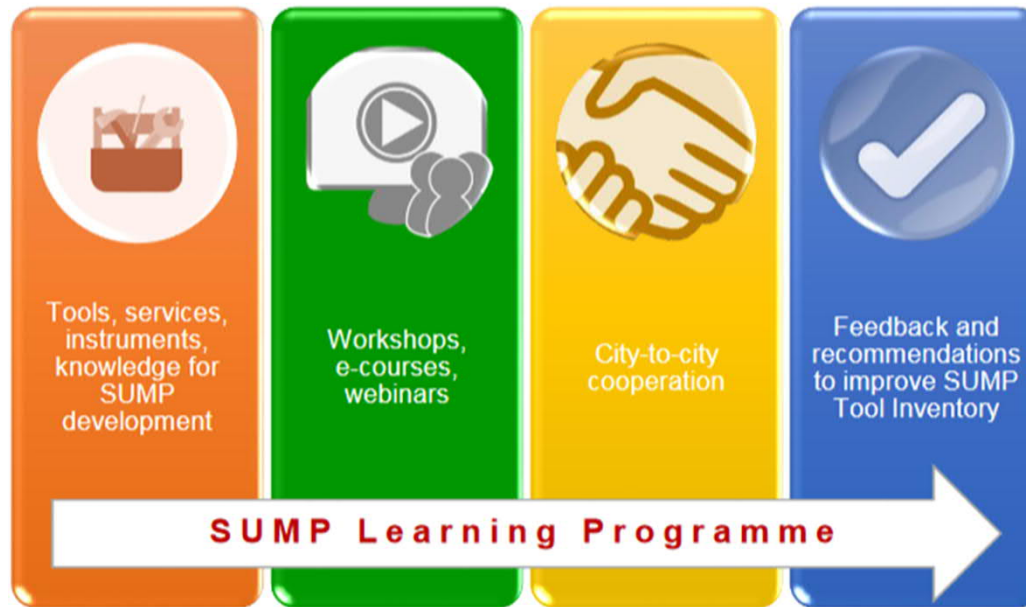 Tools, services,
instruments,
knowledge for
SUMP
development
Workshops,
e-courses,
webinars
City-to-city
cooperation
Feedback and
recommendations
to improve SUMP
Tool Inventory
SUMP Learning Programme